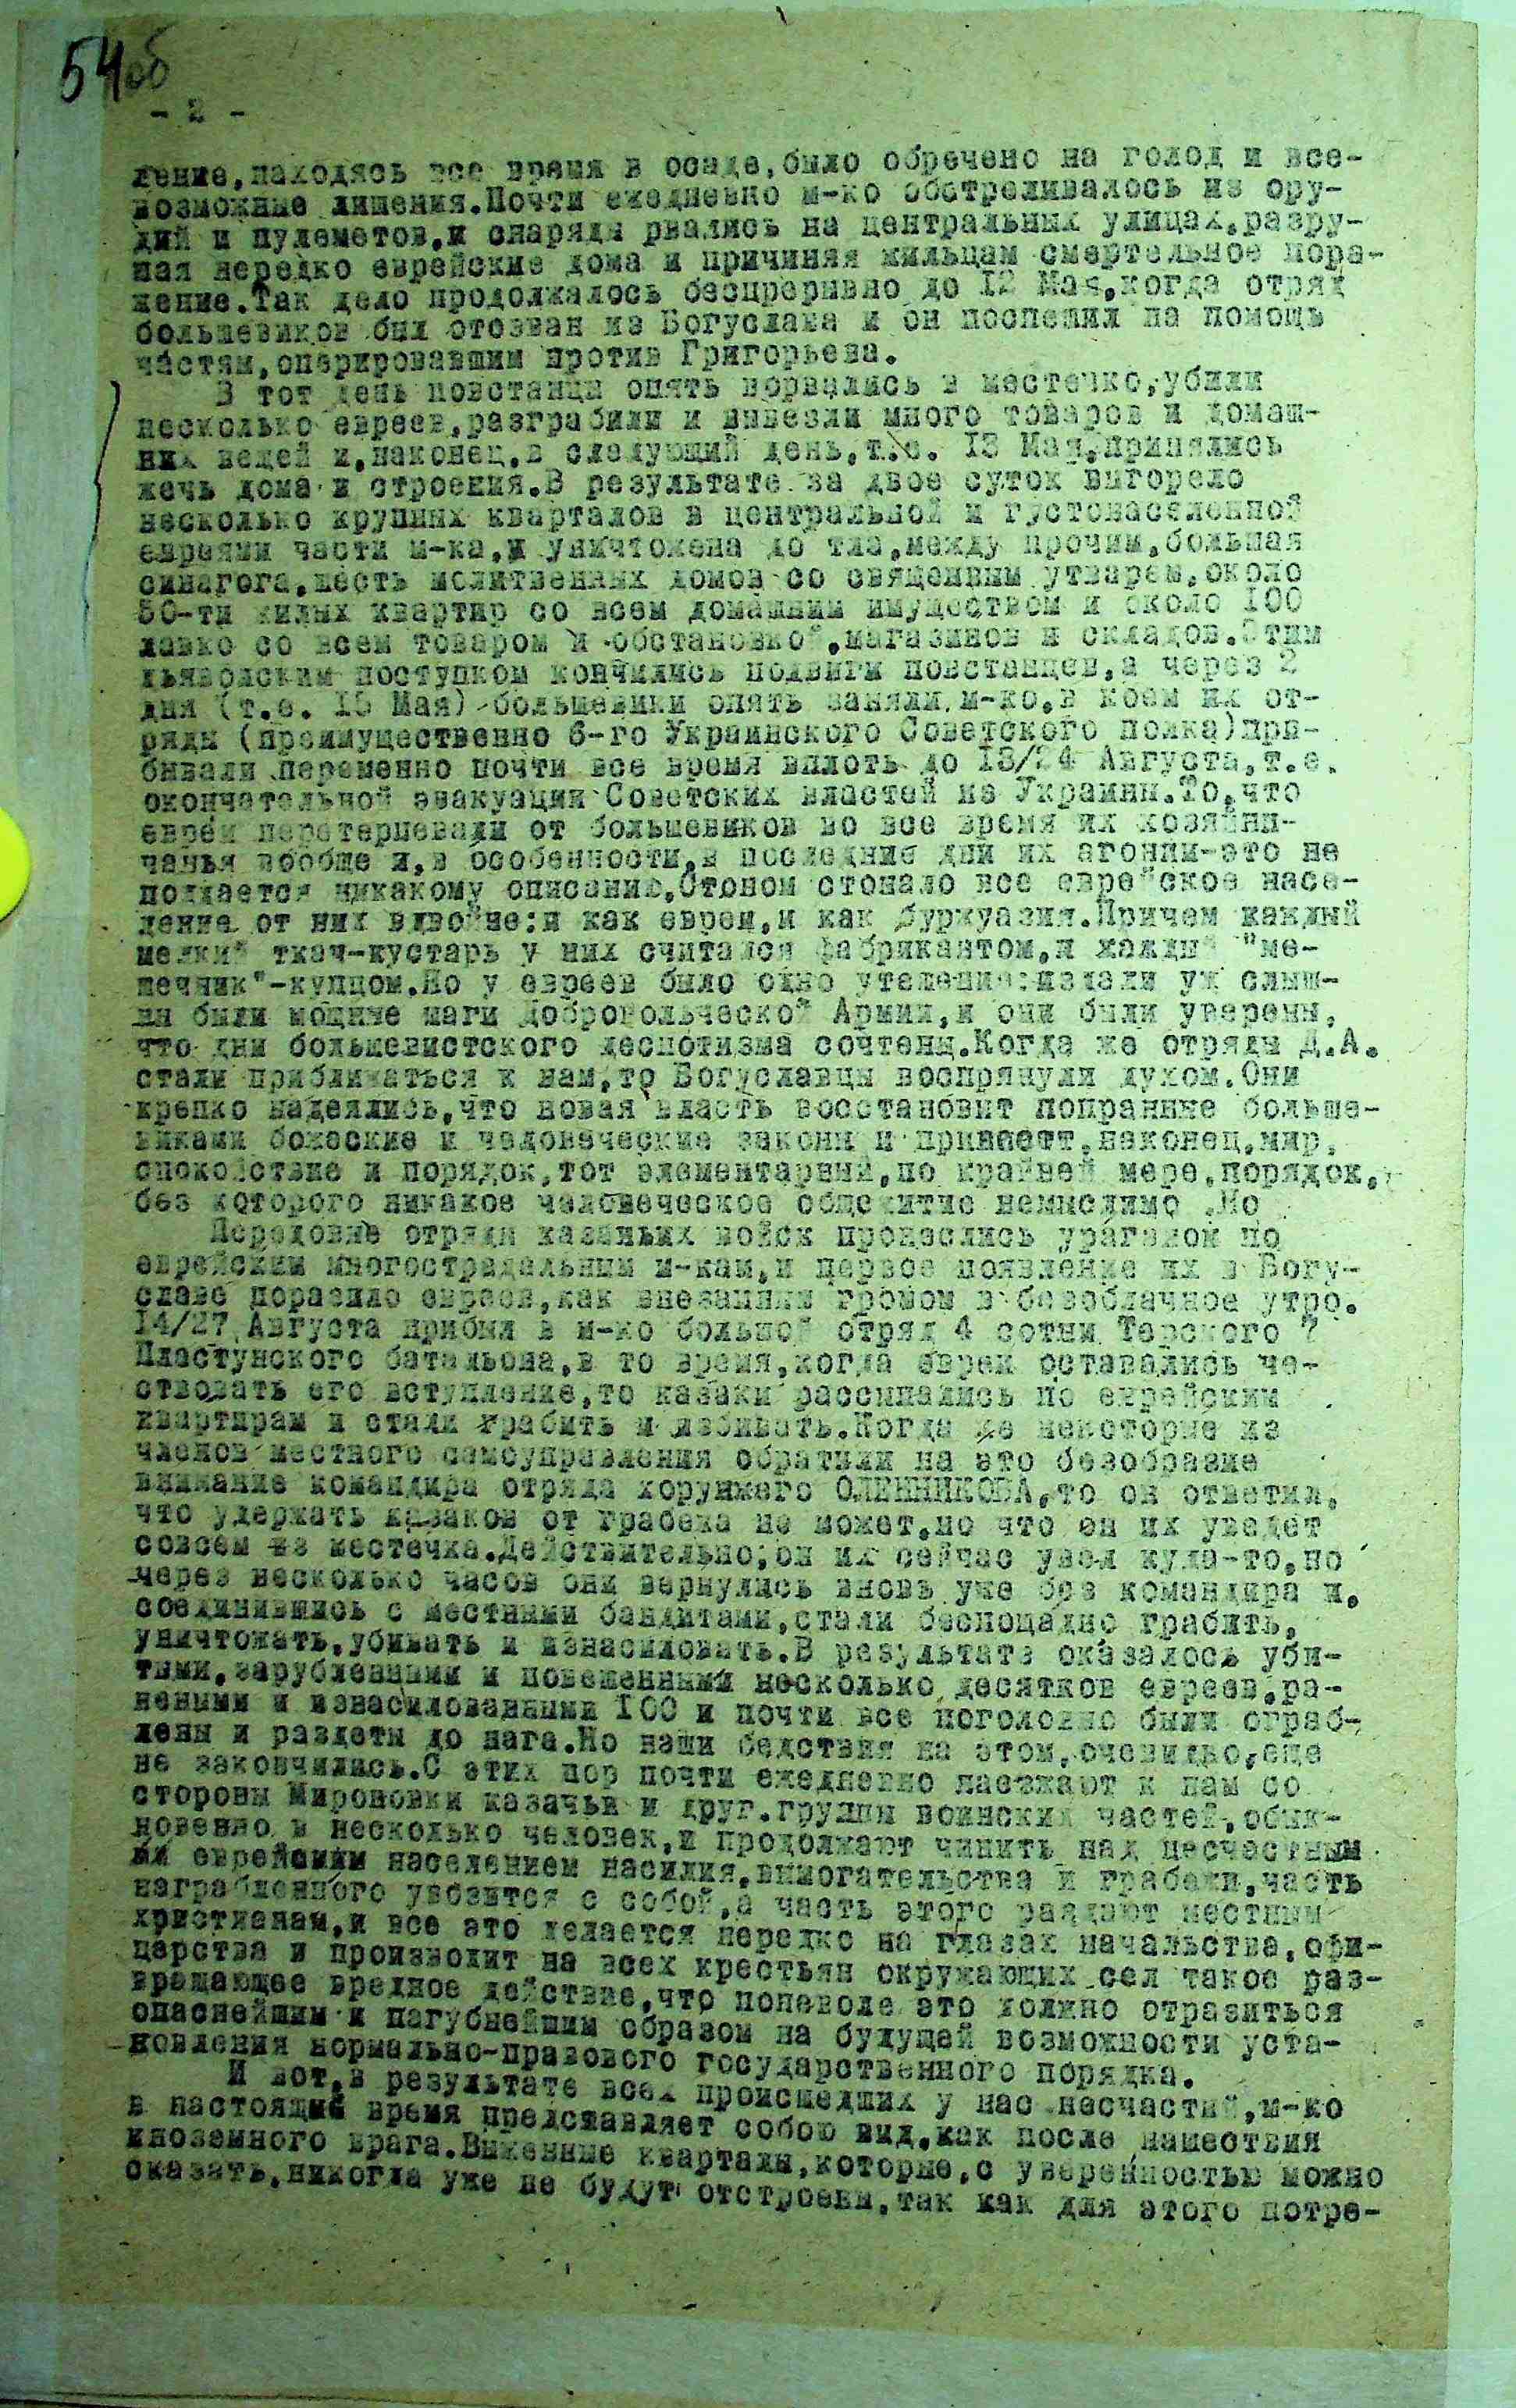 54об
- 2 -
ление,находясь все время в осаде,было обречено на голод и все-
возможные лишения.Почти ежедневно м-ко обстреливалось из ору-
дий и пулеметов,и снаряды рвались на центральных улицах,разру-
шая нередко еврейские дома и причиняя жильцам смертельное пора-
жение.Так дело продолжалось беспрерывно до 12 Мая,когда отряд
большевиков был отозван из Богуслава и он поспешил на помощь
частям,оперировавшим против Григорьева.
В тот день повстанцы опять ворвались в местечко,убили
несколько евреев,разграбили и вывезли много товаров и домаш-
них вещей и,наконец,в следующий день,т.е. 13 Мая,принялись
жечь дома и строения.В результате за двое суток выгорело
несколько крупных кварталов в центральной и густонаселенной
евреями части м-ка,и уничтожена до тла,между прочим,большая
синагога,шесть молитвенных домов со священным утварем,около
50-ти жилых квартир со всем домашним имуществом и около 100
лавко со всем товаром и обстановкой,магазинов и складов.Этим
дьявольским поступком кончились подвиги повстанцев,а через 2
дня (т.е. 15 Мая) большевики опять заняли м-ко,в коем их от-
ряды (преимущественно 6-го Украинского Советского полка)при-
бывали переменно почти все время вплоть до 13/24 Августа,т.е.
окончательной эвакуации Советских властей из Украины.То,что
евреи перетерпевали от большевиков во все время их хозяйни-
чанья вообще и,в особенности,в последние дни их агонии-это не
поддается никакому описанию.Стоном стонало все еврейское насе-
ление от них вдвойне:и как евреи,и как буржуазия.Причем каждый
мелкий ткач-кустарь у них считался фабрикантом,и каждый "ме-
шечник"-купцом.Но у евреев было одно утешение:издали уж слыш-
ны были мощные шаги Добровольческой Армии,и они были уверены,
что дни большевистского деспотизма сочтены.Когда же отряды Д.А.
стали приближаться к нам,то Богуславцы воспрянули духом.Они
крепко надеялись,что новая власть восстановит попранные больше-
виками божеские и человеческие законы и принесет,наконец,мир,
спокойствие и порядок,тот элементарный,по крайней мере,порядок,
без которого никакое человеческое общежитие немыслимо .Но
Передовые отряды казачьих войск пронеслись ураганом по
еврейским многострадальным м-кам,и первое появление их в Богу-
славе поразило евреев,как внезапным громом в безоблачное утро.
14/27 Августа прибыл в м-ко большой отряд 4 сотни Терского ?
Пластунского батальона,в то время,когда евреи оставались че-
ствовать его вступление,то казаки рассыпались по еврейским
квартирам и стали грабить и избивать.Когда же некоторые из
членов местного самоуправления обратили на это безобразие
внимание командира отряда хорунжего ОЛЕННИКОВА,то он ответил,
что удержать казаков от грабежа не может,но что он их уведет
совсем из местечка.Действительно,он их сейчас увел куда-то,но
через несколько часов они вернулись вновь уже без командира и,
соединившись с местными бандитами,стали беспощадно грабить,
уничтожать,убивать и изнасиловать.В результате оказалось уби-
тыми,зарубленными и повешенными несколько десятков евреев,ра-
неными и изнасилованными 100 и почти все поголовно были ограб-
лены и раздеты до нага.Но наши бедствия на этом,очевидно,еще
не закончились.С этих пор почти ежедневно наезжают к нам со
стороны Мироновки казачьи и друг.группы воинских частей,обык-
новенно в несколько человек,и продолжают чинить над несчастным
ми еврейским населением насилия,вымогательства и грабежи,часть
награбленного увозится с собой,а часть этого раздают местным
христианам,и все это делается нередко на глазах начальства,офи-
церства и производит на всех крестьян окружающих сел такое раз-
вращающее вредное действие,что поневоле это должно отразиться
опаснейшим и пагубнейшим образом на будущей возможности уста-
новления нормально-правового государственного порядка.
И вот,в результате всех происшедших у нас несчастий,м-ко
в настоящие время представляет собою вид,как после нашествия
иноземного врага.Выженные кварталы,которые,с уверенностью можно
сказать,никогда уже не будут отстроены,так как для этого потре-